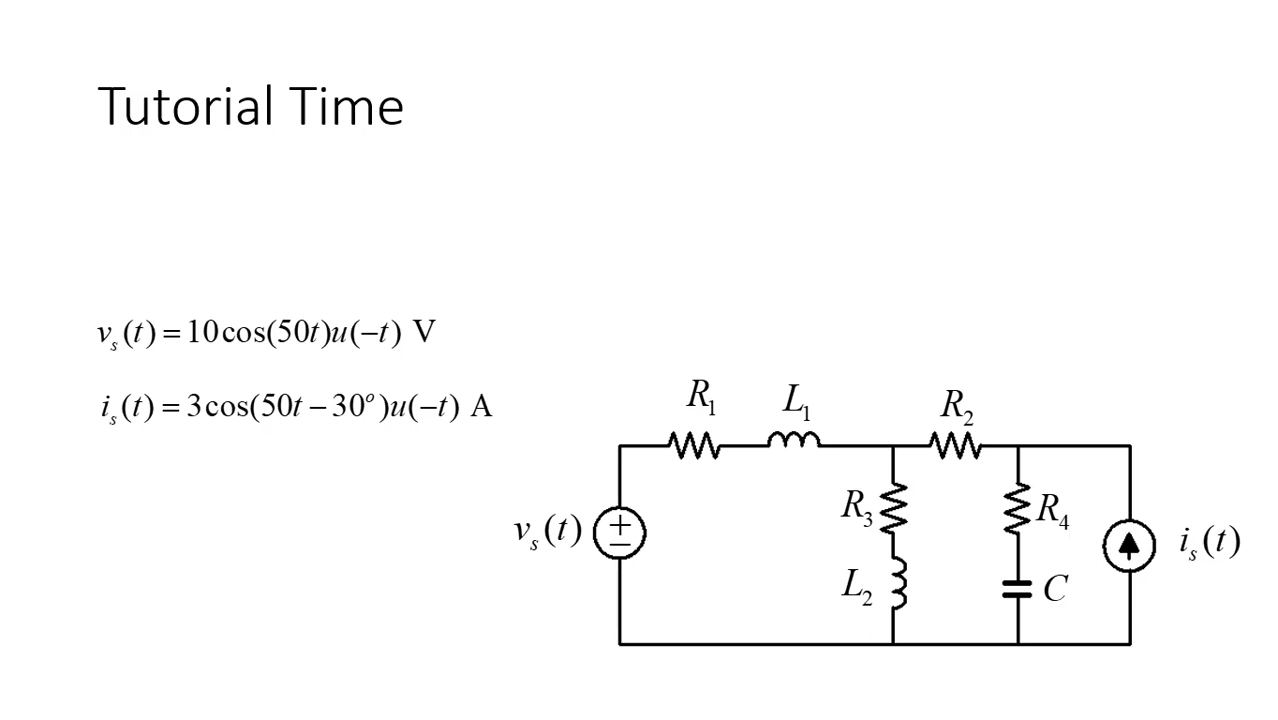 Tutorial Time
vₛ(t) = 10cos(50t)u(−t) V
iₛ(t) = 3cos(50t − 30°)u(−t) A
R₁
L₁
R₂
R₃
R₄
vₛ(t)
+
−
iₛ(t)
L₂
C